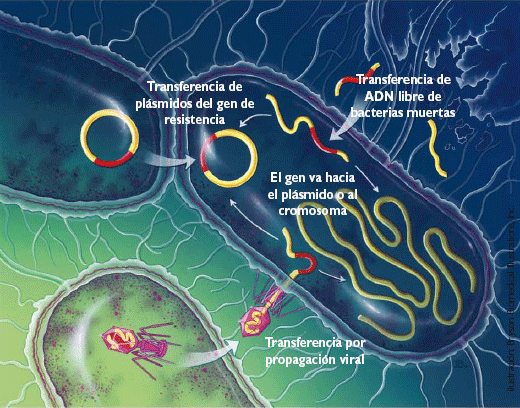 Transferencia de
plásmidos del gen de
resistencia
Transferencia de
ADN libre de
bacterias muertas
El gen va hacia
el plásmido o al
cromosoma
Transferencia por
propagación viral